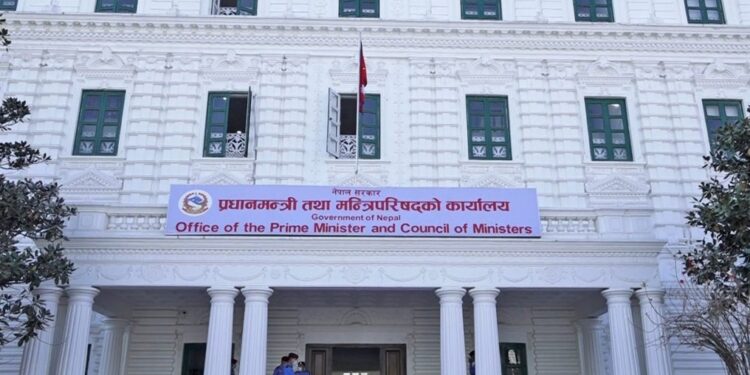 नेपाल सरकार
प्रधानमन्त्री तथा मन्त्रिपरिषद्को कार्यालय
Government of Nepal
Office of the Prime Minister and Council of Ministers